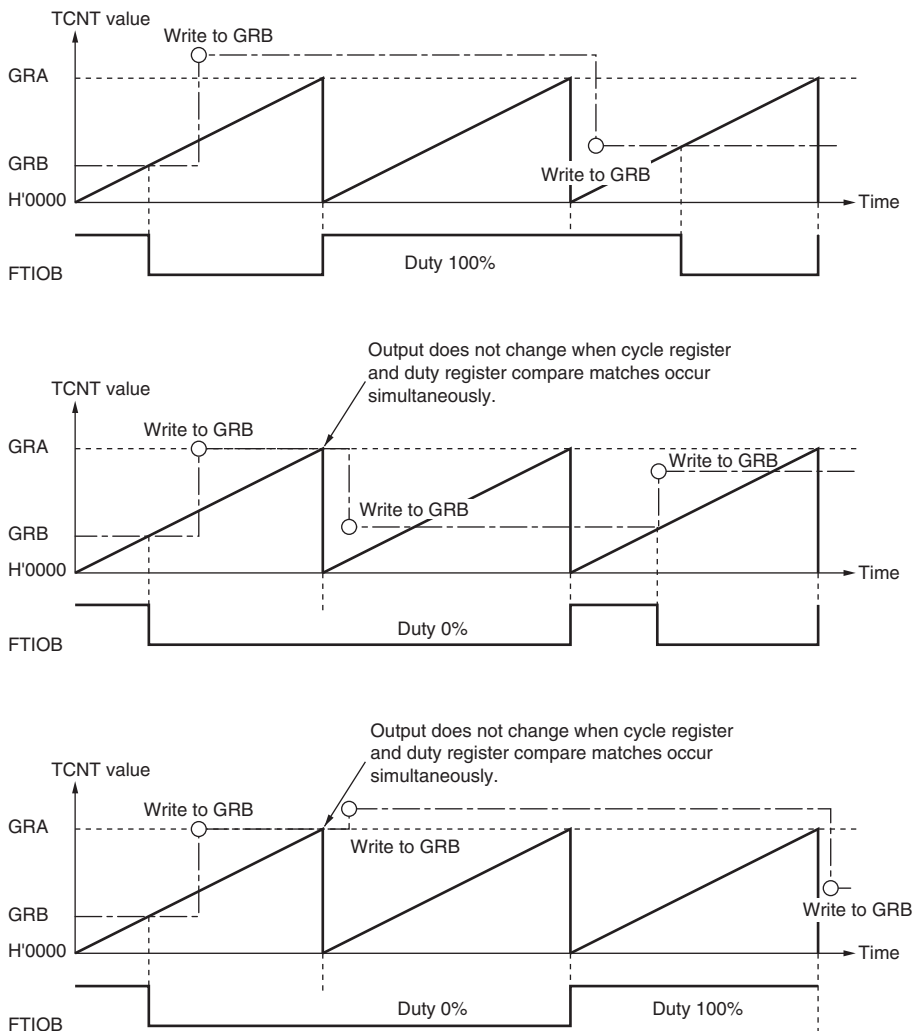 TCNT value
Write to GRB
GRA
Write to GRB
GRB
H'0000
Time
Duty 100%
FTIOB
Output does not change when cycle register
and duty register compare matches occur
simultaneously.
TCNT value
Write to GRB
GRA
Write to GRB
Write to GRB
GRB
H'0000
Time
Duty 0%
FTIOB
Output does not change when cycle register
and duty register compare matches occur
simultaneously.
TCNT value
Write to GRB
GRA
Write to GRB
GRB
Write to GRB
H'0000
Time
Duty 0%
Duty 100%
FTIOB